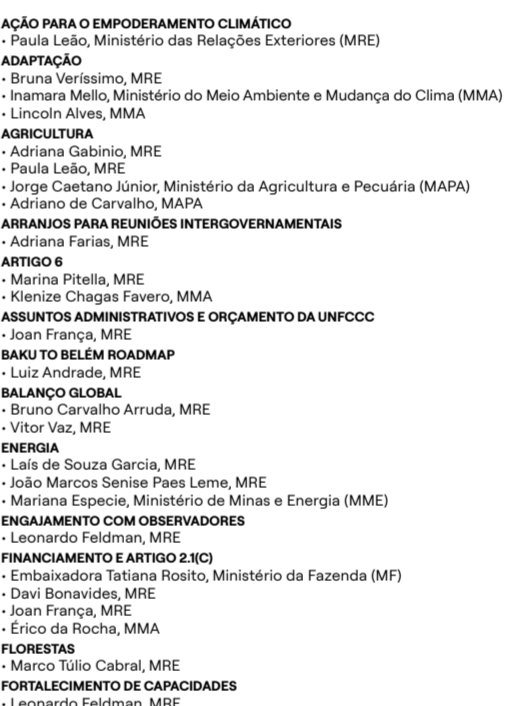 AÇÃO PARA O EMPODERAMENTO CLIMÁTICO
• Paula Leão, Ministério das Relações Exteriores (MRE)
ADAPTAÇÃO
• Bruna Veríssimo, MRE
• Inamara Mello, Ministério do Meio Ambiente e Mudança do Clima (MMA)
• Lincoln Alves, MMA
AGRICULTURA
• Adriana Gabinio, MRE
• Paula Leão, MRE
• Jorge Caetano Júnior, Ministério da Agricultura e Pecuária (MAPA)
• Adriano de Carvalho, MAPA
ARRANJOS PARA REUNIÕES INTERGOVERNAMENTAIS
• Adriana Farias, MRE
ARTIGO 6
• Marina Pitella, MRE
• Klenize Chagas Favero, MMA
ASSUNTOS ADMINISTRATIVOS E ORÇAMENTO DA UNFCCC
• Joan França, MRE
BAKU TO BELÉM ROADMAP
• Luiz Andrade, MRE
BALANÇO GLOBAL
• Bruno Carvalho Arruda, MRE
• Vitor Vaz, MRE
ENERGIA
• Laís de Souza Garcia, MRE
• João Marcos Senise Paes Leme, MRE
• Mariana Especie, Ministério de Minas e Energia (MME)
ENGAJAMENTO COM OBSERVADORES
• Leonardo Feldman, MRE
FINANCIAMENTO E ARTIGO 2.1(C)
• Embaixadora Tatiana Rosito, Ministério da Fazenda (MF)
• Davi Bonavides, MRE
• Joan França, MRE
• Érico da Rocha, MMA
FLORESTAS
• Marco Túlio Cabral, MRE
FORTALECIMENTO DE CAPACIDADES
• Leonardo Feldman, MRE